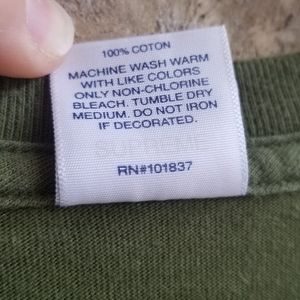 100% COTON
MACHINE WASH WARM
WITH LIKE COLORS
ONLY NON-CHLORINE
BLEACH. TUMBLE DRY
MEDIUM. DO NOT IRON
IF DECORATED.
RN#101837